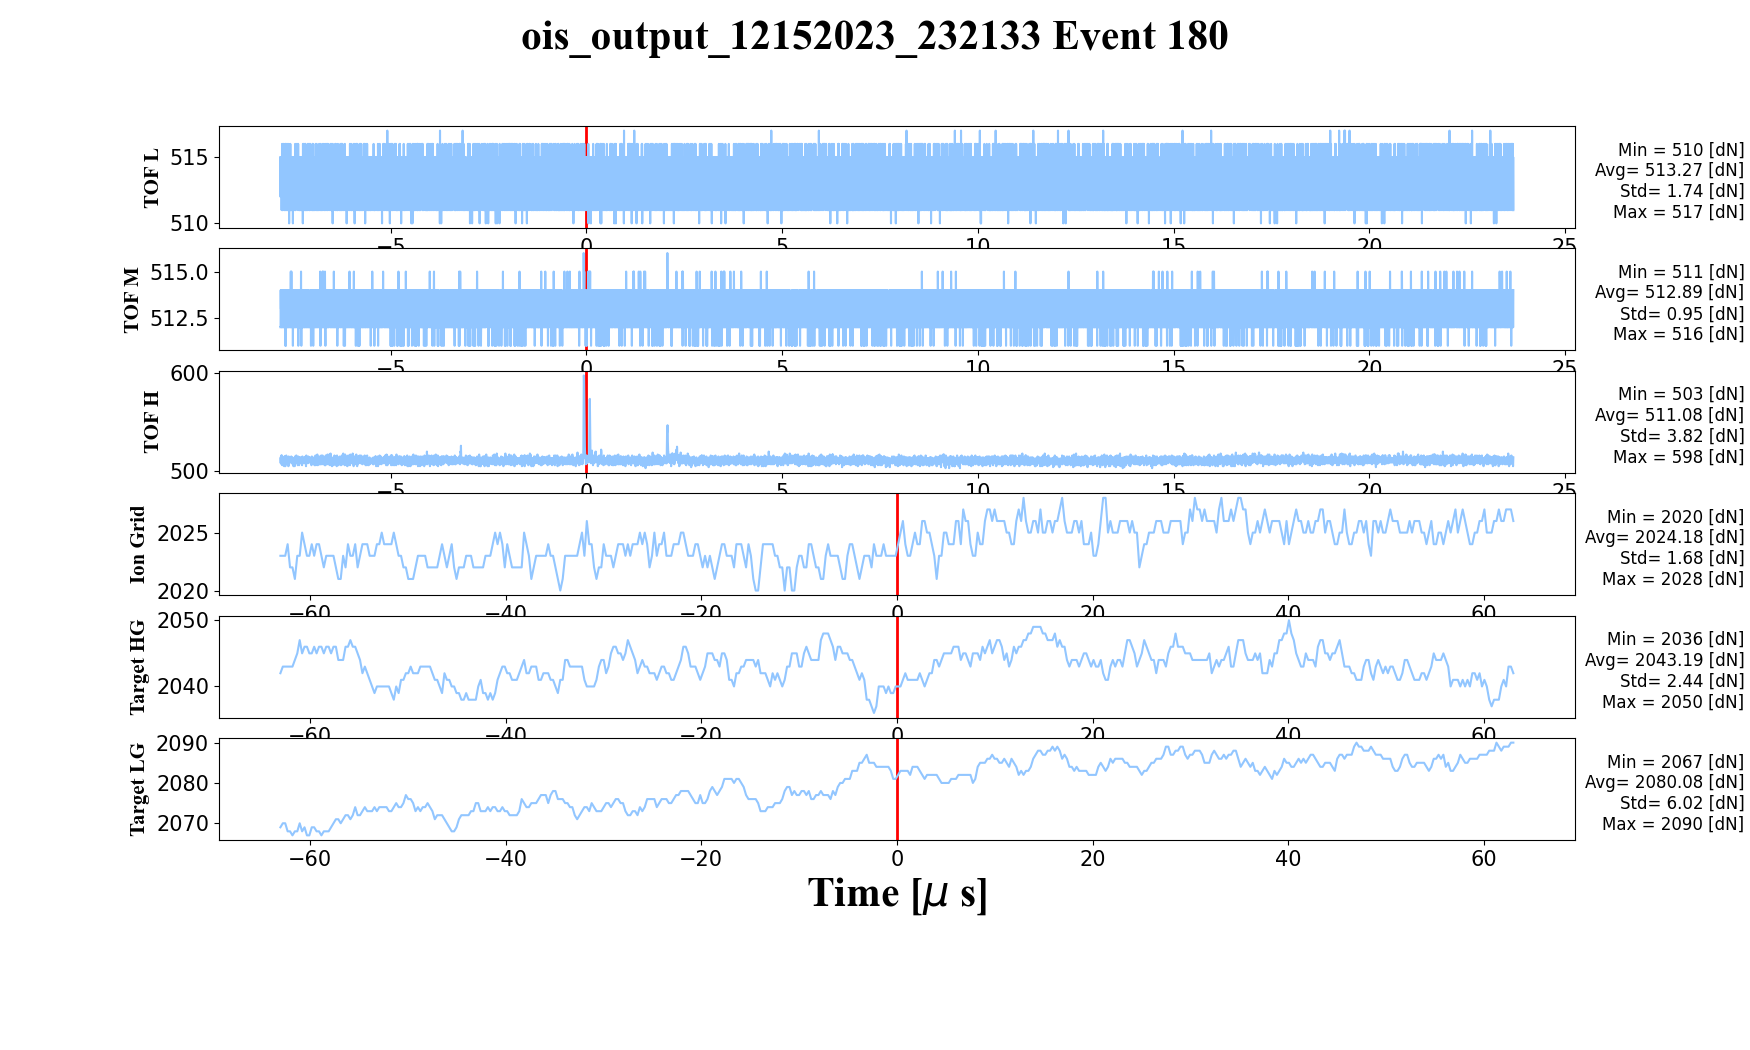 ois_output_12152023_232133 Event 180
TOF L
515
510
−5 0 5 10 15 20 25
Min = 510 [dN]
Avg= 513.27 [dN]
Std= 1.74 [dN]
Max = 517 [dN]
TOF M
515.0
512.5
−5 0 5 10 15 20 25
Min = 511 [dN]
Avg= 512.89 [dN]
Std= 0.95 [dN]
Max = 516 [dN]
TOF H
600
500
−5 0 5 10 15 20 25
Min = 503 [dN]
Avg= 511.08 [dN]
Std= 3.82 [dN]
Max = 598 [dN]
Ion Grid
2025
2020
−60 −40 −20 0 20 40 60
Min = 2020 [dN]
Avg= 2024.18 [dN]
Std= 1.68 [dN]
Max = 2028 [dN]
Target HG
2050
2040
−60 −40 −20 0 20 40 60
Min = 2036 [dN]
Avg= 2043.19 [dN]
Std= 2.44 [dN]
Max = 2050 [dN]
Target LG
2090
2080
2070
−60 −40 −20 0 20 40 60
Min = 2067 [dN]
Avg= 2080.08 [dN]
Std= 6.02 [dN]
Max = 2090 [dN]
Time [μ s]